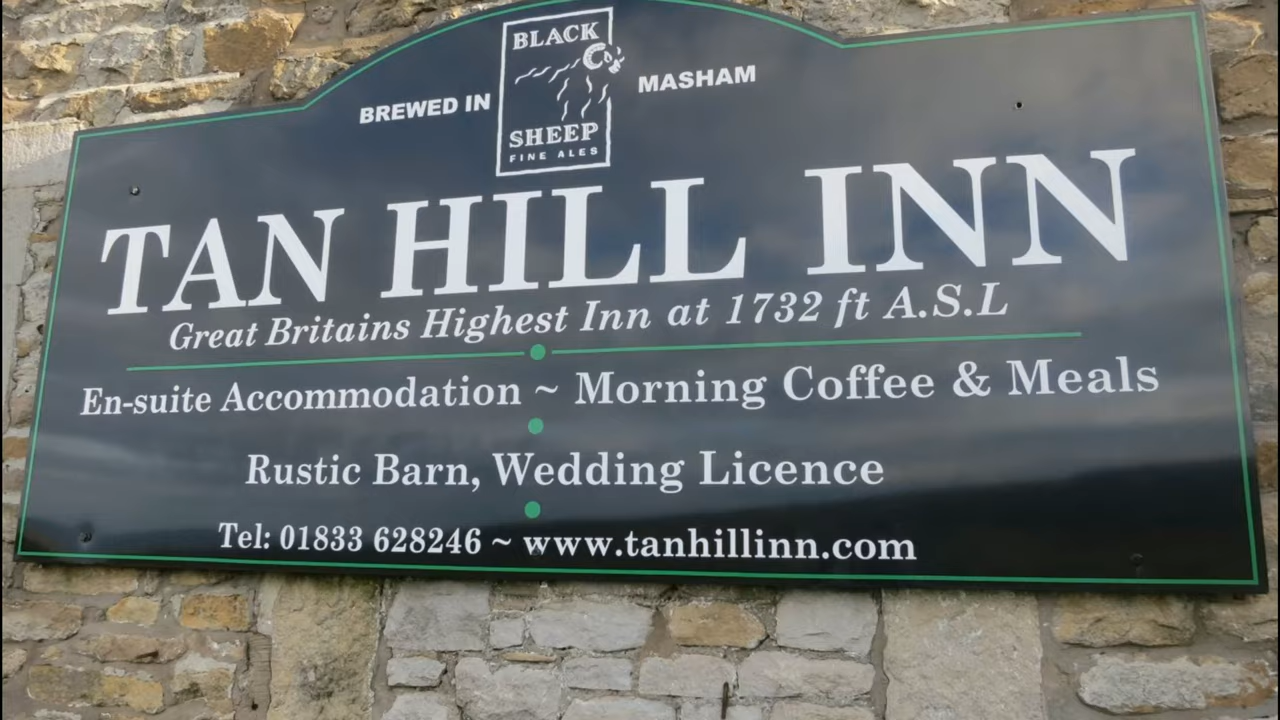 BREWED IN
BLACK
SHEEP
FINE ALES
MASHAM
TAN HILL INN
Great Britains Highest Inn at 1732 ft A.S.L
En-suite Accommodation ~ Morning Coffee & Meals
Rustic Barn, Wedding Licence
Tel: 01833 628246 ~ www.tanhillinn.com